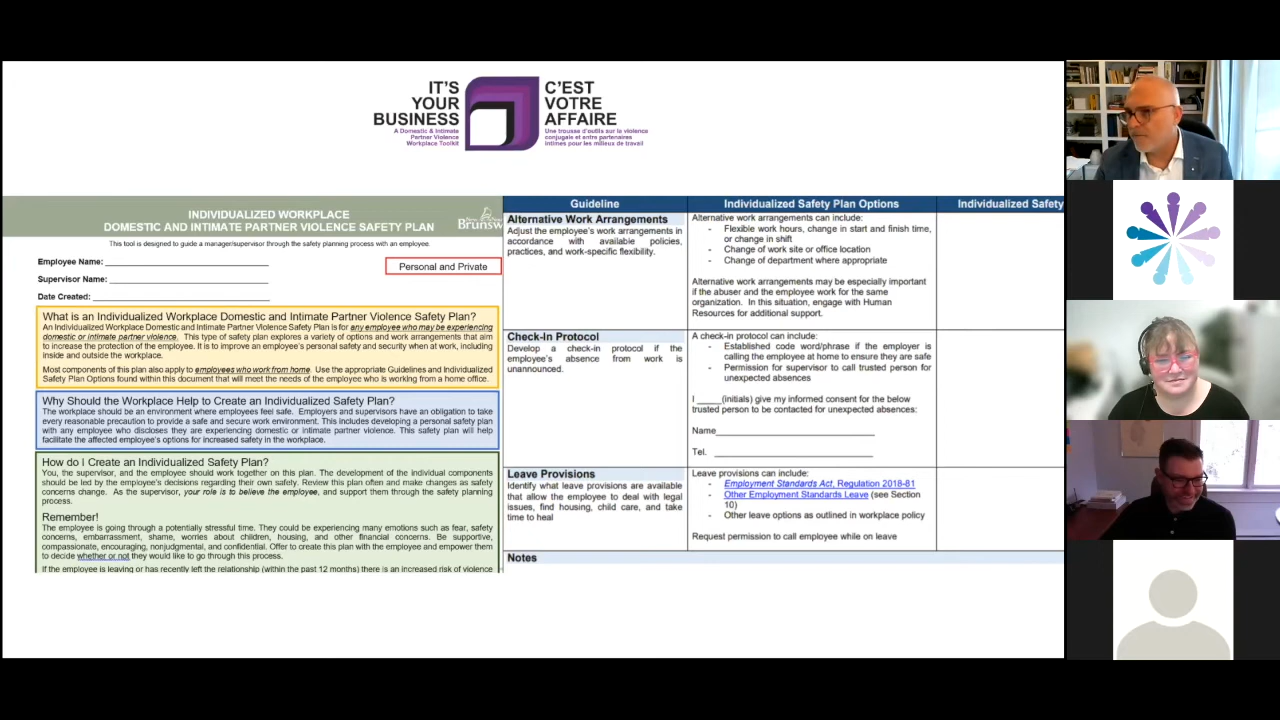 IT'S
YOUR
BUSINESS
A Domestic & Intimate
Partner Violence
Workplace Toolkit
C'EST
VOTRE
AFFAIRE
Une trousse d'outils sur la violence
conjugale et entre partenaires
intimes pour les milieux de travail
INDIVIDUALIZED WORKPLACE
DOMESTIC AND INTIMATE PARTNER VIOLENCE SAFETY PLAN
This tool is designed to guide a manager/supervisor through the safety planning process with an employee.
Employee Name:
Personal and Private
Supervisor Name:
Date Created:
What is an Individualized Workplace Domestic and Intimate Partner Violence Safety Plan?
An Individualized Workplace Domestic and Intimate Partner Violence Safety Plan is for any employee who may be experiencing
domestic or intimate partner violence. This type of safety plan explores a variety of options and work arrangements that aim
to increase the protection of the employee. It is to improve an employee's personal safety and security when at work, including
inside and outside the workplace.
Most components of this plan also apply to employees who work from home. Use the appropriate Guidelines and Individualized
Safety Plan Options found within this document that will meet the needs of the employee who is working from a home office.
Why Should the Workplace Help to Create an Individualized Safety Plan?
The workplace should be an environment where employees feel safe. Employers and supervisors have an obligation to take
every reasonable precaution to provide a safe and secure work environment. This includes developing a personal safety plan
with any employee who discloses they are experiencing domestic or intimate partner violence. This safety plan will help
facilitate the affected employee's options for increased safety in the workplace.
How do I Create an Individualized Safety Plan?
You, the supervisor, and the employee should work together on this plan. The development of the individual components
should be led by the employee's decisions regarding their own safety. Review this plan often and make changes as safety
concerns change. As the supervisor, your role is to believe the employee, and support them through the safety planning
process.
Remember!
The employee is going through a potentially stressful time. They could be experiencing many emotions such as fear, safety
concerns, embarrassment, shame, worries about children, housing, and other financial concerns. Be supportive,
compassionate, encouraging, nonjudgmental, and confidential. Offer to create this plan with the employee and empower them
to decide whether or not they would like to go through this process.
If the employee is leaving or has recently left the relationship (within the past 12 months) there is an increased risk of violence
Guideline
Individualized Safety Plan Options
Individualized Safety
Alternative Work Arrangements
Adjust the employee's work arrangements in
accordance with available policies,
practices, and work-specific flexibility.
Alternative work arrangements can include:
- Flexible work hours, change in start and finish time,
or change in shift
- Change of work site or office location
- Change of department where appropriate
Alternative work arrangements may be especially important
if the abuser and the employee work for the same
organization. In this situation, engage with Human
Resources for additional support.
Check-In Protocol
Develop a check-in protocol if the
employee's absence from work is
unannounced.
A check-in protocol can include:
- Established code word/phrase if the employer is
calling the employee at home to ensure they are safe
- Permission for supervisor to call trusted person for
unexpected absences
I _____(initials) give my informed consent for the below
trusted person to be contacted for unexpected absences:
Name
Tel.
Leave Provisions
Identify what leave provisions are available
that allow the employee to deal with legal
issues, find housing, child care, and take
time to heal
Leave provisions can include:
- Employment Standards Act, Regulation 2018-81
- Other Employment Standards Leave (see Section
10)
- Other leave options as outlined in workplace policy
Request permission to call employee while on leave
Notes